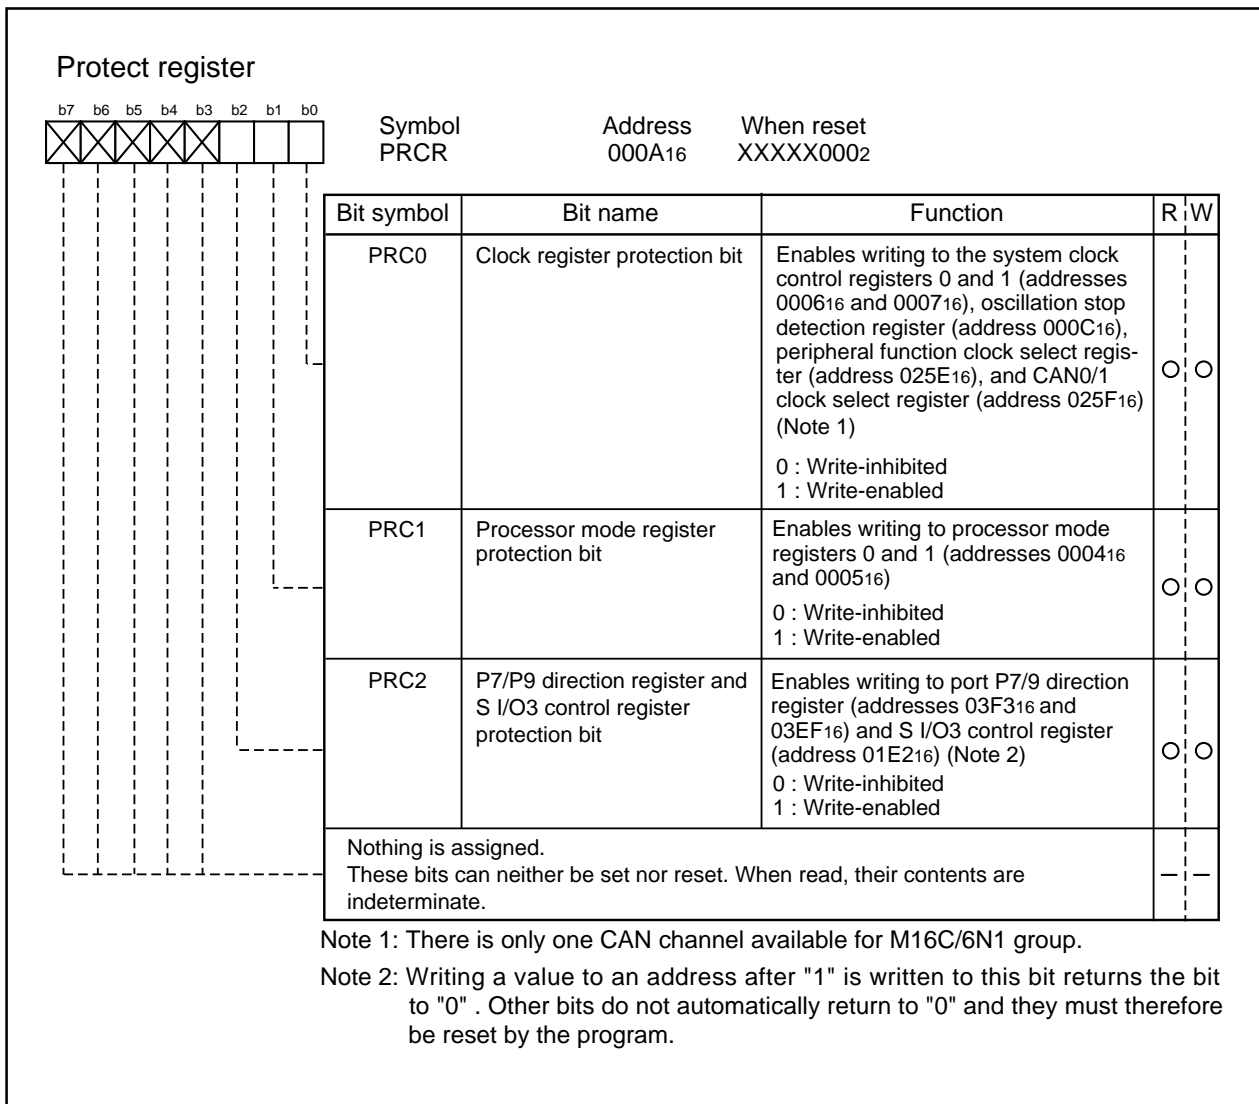 Protect register
b7 b6 b5 b4 b3 b2 b1 b0
Symbol Address When reset
PRCR 000A16 XXXXX0002
Bit symbol Bit name Function R W
PRC0 Clock register protection bit Enables writing to the system clock
control registers 0 and 1 (addresses
000616 and 000716), oscillation stop
detection register (address 000C16),
peripheral function clock select regis-
ter (address 025E16), and CAN0/1
clock select register (address 025F16)
(Note 1)
0 : Write-inhibited
1 : Write-enabled
PRC1 Processor mode register Enables writing to processor mode
protection bit registers 0 and 1 (addresses 000416
and 000516)
0 : Write-inhibited
1 : Write-enabled
PRC2 P7/P9 direction register and Enables writing to port P7/9 direction
S I/O3 control register register (addresses 03F316 and
protection bit 03EF16) and S I/O3 control register
(address 01E216) (Note 2)
0 : Write-inhibited
1 : Write-enabled
Nothing is assigned.
These bits can neither be set nor reset. When read, their contents are
indeterminate.
Note 1: There is only one CAN channel available for M16C/6N1 group.
Note 2: Writing a value to an address after "1" is written to this bit returns the bit
to "0" . Other bits do not automatically return to "0" and they must therefore
be reset by the program.